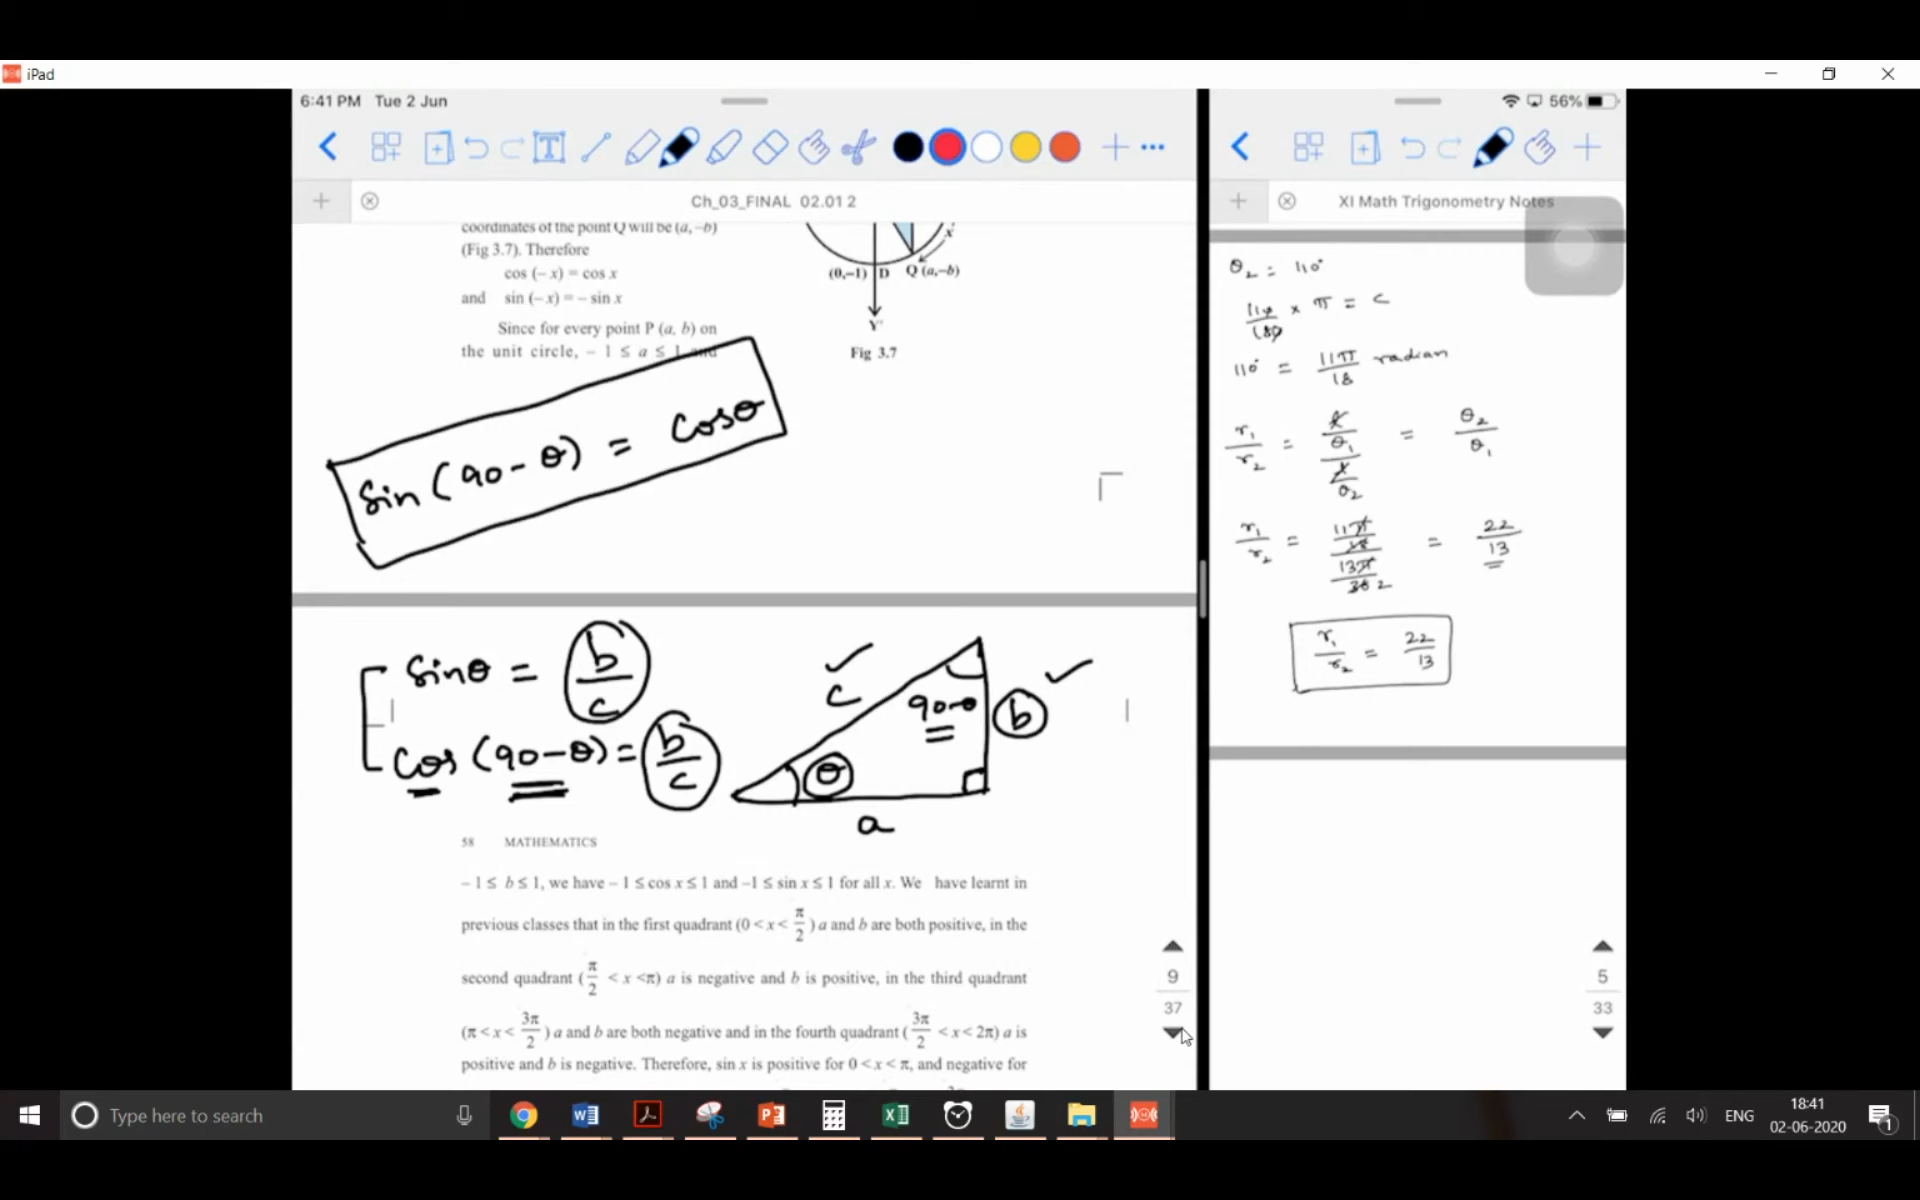 iPad
6:41 PM Tue 2 Jun
Ch_03_FINAL 02.01 2
coordinates of the point Q will be (a, –b)
(Fig 3.7). Therefore
cos (– x) = cos x
and sin (– x) = – sin x
Since for every point P (a, b) on
the unit circle, – 1 ≤ a ≤ 1 and
(0,–1) D Q (a,–b)
x
Y'
Fig 3.7
sin (90 - θ) = cosθ
sinθ = b/c
cos (90-θ) = b/c
c
90-θ
b
θ
a
58 MATHEMATICS
– 1 ≤ b ≤ 1, we have – 1 ≤ cos x ≤ 1 and –1 ≤ sin x ≤ 1 for all x. We have learnt in
previous classes that in the first quadrant (0 < x < π/2) a and b are both positive, in the
second quadrant (π/2 < x <π) a is negative and b is positive, in the third quadrant
(π < x < 3π/2) a and b are both negative and in the fourth quadrant (3π/2 < x < 2π) a is
positive and b is negative. Therefore, sin x is positive for 0 < x < π, and negative for
9
37
56%
XI Math Trigonometry Notes
θ₂ = 110°
110/180 × π = c
110° = 11π/18 radian
r₁/r₂ = l/θ₁ / l/θ₂ = θ₂/θ₁
r₁/r₂ = 11π/18 / 13π/36 2 = 22/13
r₁/r₂ = 22/13
5
33
Type here to search
ENG
18:41
02-06-2020
1